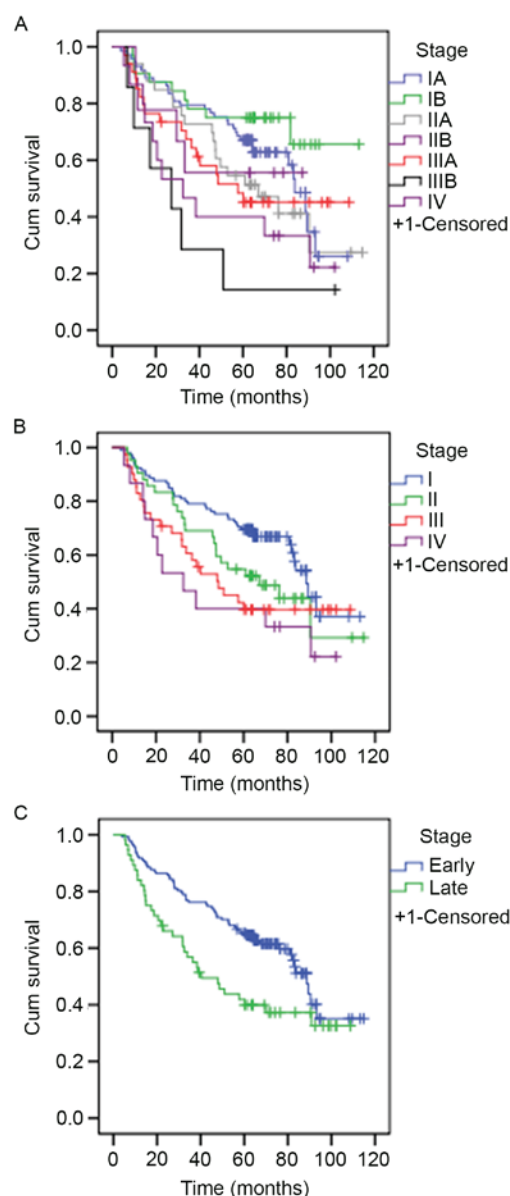 A
1.0
0.8
0.6
0.4
0.2
0.0
Cum survival
0 20 40 60 80 100 120
Time (months)
Stage
IA
IB
IIA
IIB
IIIA
IIIB
IV
+1-Censored
B
1.0
0.8
0.6
0.4
0.2
0.0
Cum survival
0 20 40 60 80 100 120
Time (months)
Stage
I
II
III
IV
+1-Censored
C
1.0
0.8
0.6
0.4
0.2
0.0
Cum survival
0 20 40 60 80 100 120
Time (months)
Stage
Early
Late
+1-Censored